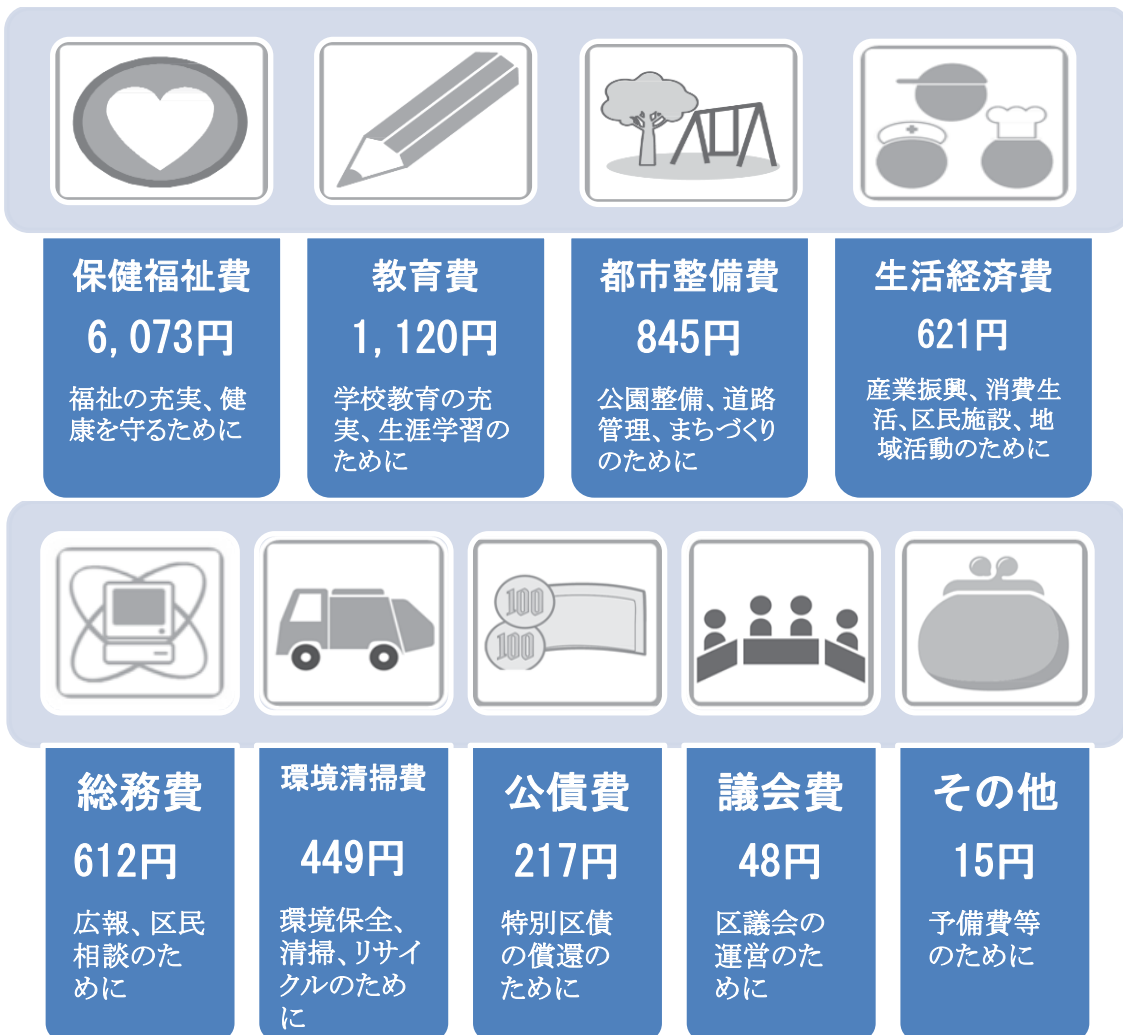 保健福祉費
6,073円
福祉の充実、健
康を守るために
教育費
1,120円
学校教育の充
実、生涯学習の
ために
都市整備費
845円
公園整備、道路
管理、まちづくり
のために
生活経済費
621円
産業振興、消費生
活、区民施設、地
域活動のために
100
100
総務費
612円
広報、区民
相談のた
めに
環境清掃費
449円
環境保全、
清掃、リサイ
クルのため
に
公債費
217円
特別区債
の償還の
ために
議会費
48円
区議会の
運営のた
めに
その他
15円
予備費等
のために